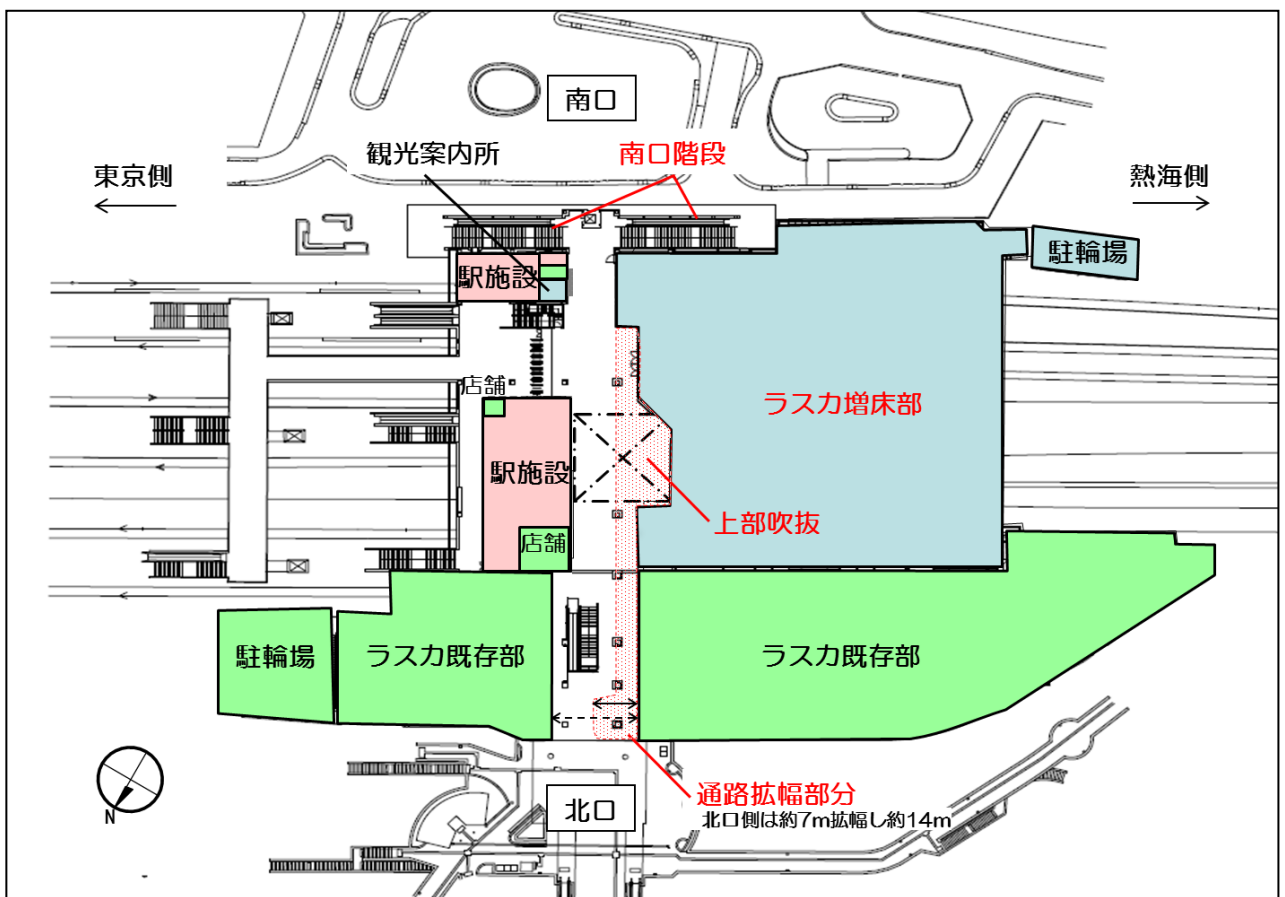 南口
観光案内所
南口階段
東京側
熱海側
駅施設
駐輪場
店舗
ラスカ増床部
駅施設
上部吹抜
店舗
駐輪場
ラスカ既存部
ラスカ既存部
通路拡幅部分
北口側は約7m拡幅し約14m
北口
N